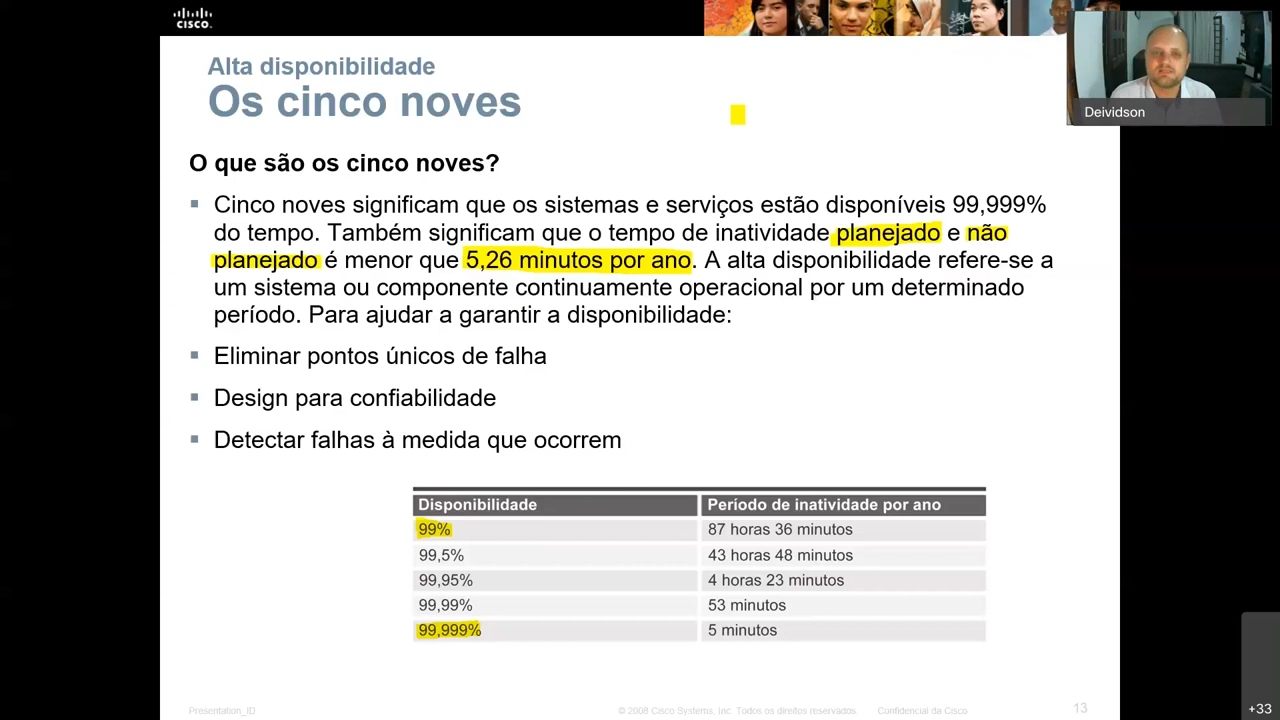 CISCO.
Alta disponibilidade
Os cinco noves
Deividson
O que são os cinco noves?
Cinco noves significam que os sistemas e serviços estão disponíveis 99,999%
do tempo. Também significam que o tempo de inatividade planejado e não
planejado é menor que 5,26 minutos por ano. A alta disponibilidade refere-se a
um sistema ou componente continuamente operacional por um determinado
período. Para ajudar a garantir a disponibilidade:
Eliminar pontos únicos de falha
Design para confiabilidade
Detectar falhas à medida que ocorrem
Disponibilidade Período de inatividade por ano
99% 87 horas 36 minutos
99,5% 43 horas 48 minutos
99,95% 4 horas 23 minutos
99,99% 53 minutos
99,999% 5 minutos
Presentation_ID © 2008 Cisco Systems, Inc. Todos os direitos reservados. Confidencial da Cisco 13
+33